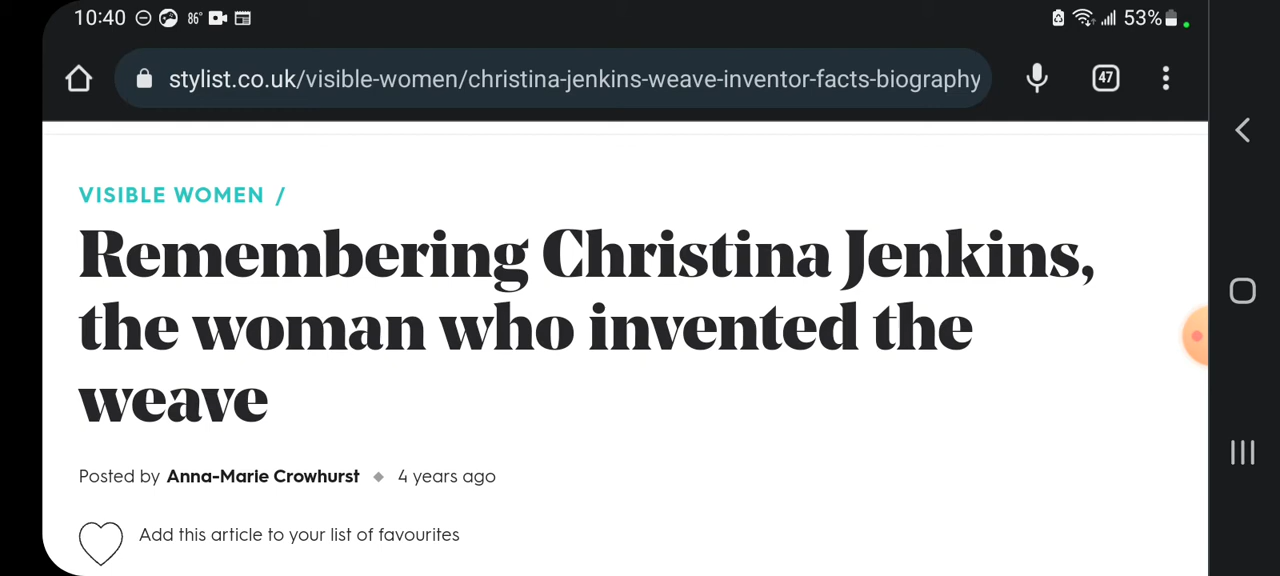 10:40 86° 53%
stylist.co.uk/visible-women/christina-jenkins-weave-inventor-facts-biography
47
VISIBLE WOMEN /
Remembering Christina Jenkins,
the woman who invented the
weave
Posted by Anna-Marie Crowhurst ◆ 4 years ago
Add this article to your list of favourites